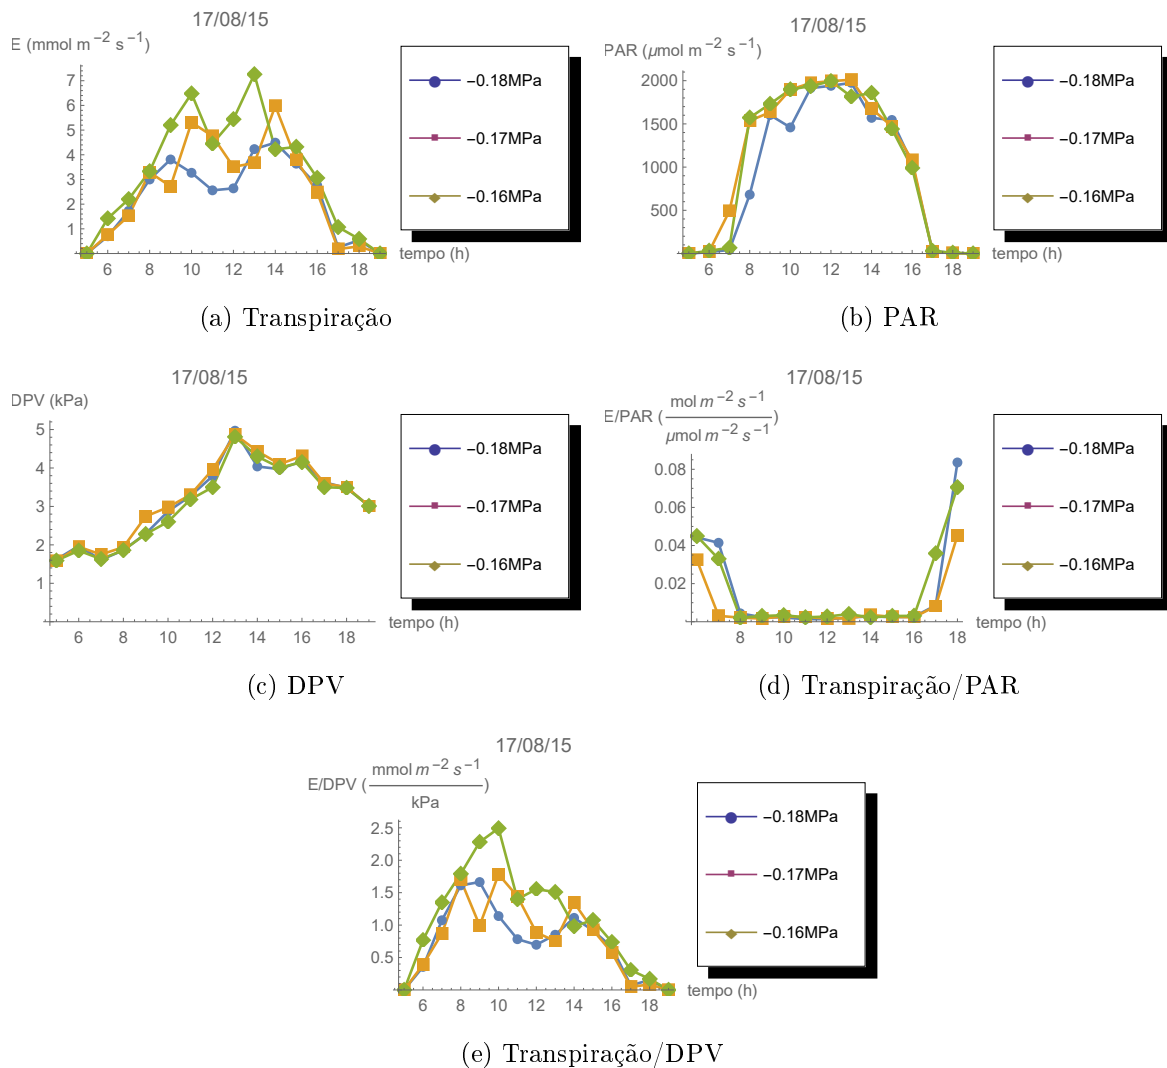 17/08/15
E (mmol m⁻² s⁻¹)
7
6
5
4
3
2
1
6 8 10 12 14 16 18
tempo (h)
−0.18MPa
−0.17MPa
−0.16MPa
(a) Transpiração
17/08/15
PAR (μmol m⁻² s⁻¹)
2000
1500
1000
500
6 8 10 12 14 16 18
tempo (h)
−0.18MPa
−0.17MPa
−0.16MPa
(b) PAR
17/08/15
DPV (kPa)
5
4
3
2
1
8 10 12 14 16 18
tempo (h)
−0.18MPa
−0.17MPa
−0.16MPa
(c) DPV
17/08/15
mol m⁻² s⁻¹
E/PAR ( )
μmol m⁻² s⁻¹
0.08
0.06
0.04
0.02
8 10 12 14 16 18
tempo (h)
−0.18MPa
−0.17MPa
−0.16MPa
(d) Transpiração/PAR
17/08/15
mmol m⁻² s⁻¹
E/DPV ( )
kPa
2.5
2.0
1.5
1.0
0.5
6 8 10 12 14 16 18
tempo (h)
−0.18MPa
−0.17MPa
−0.16MPa
(e) Transpiração/DPV